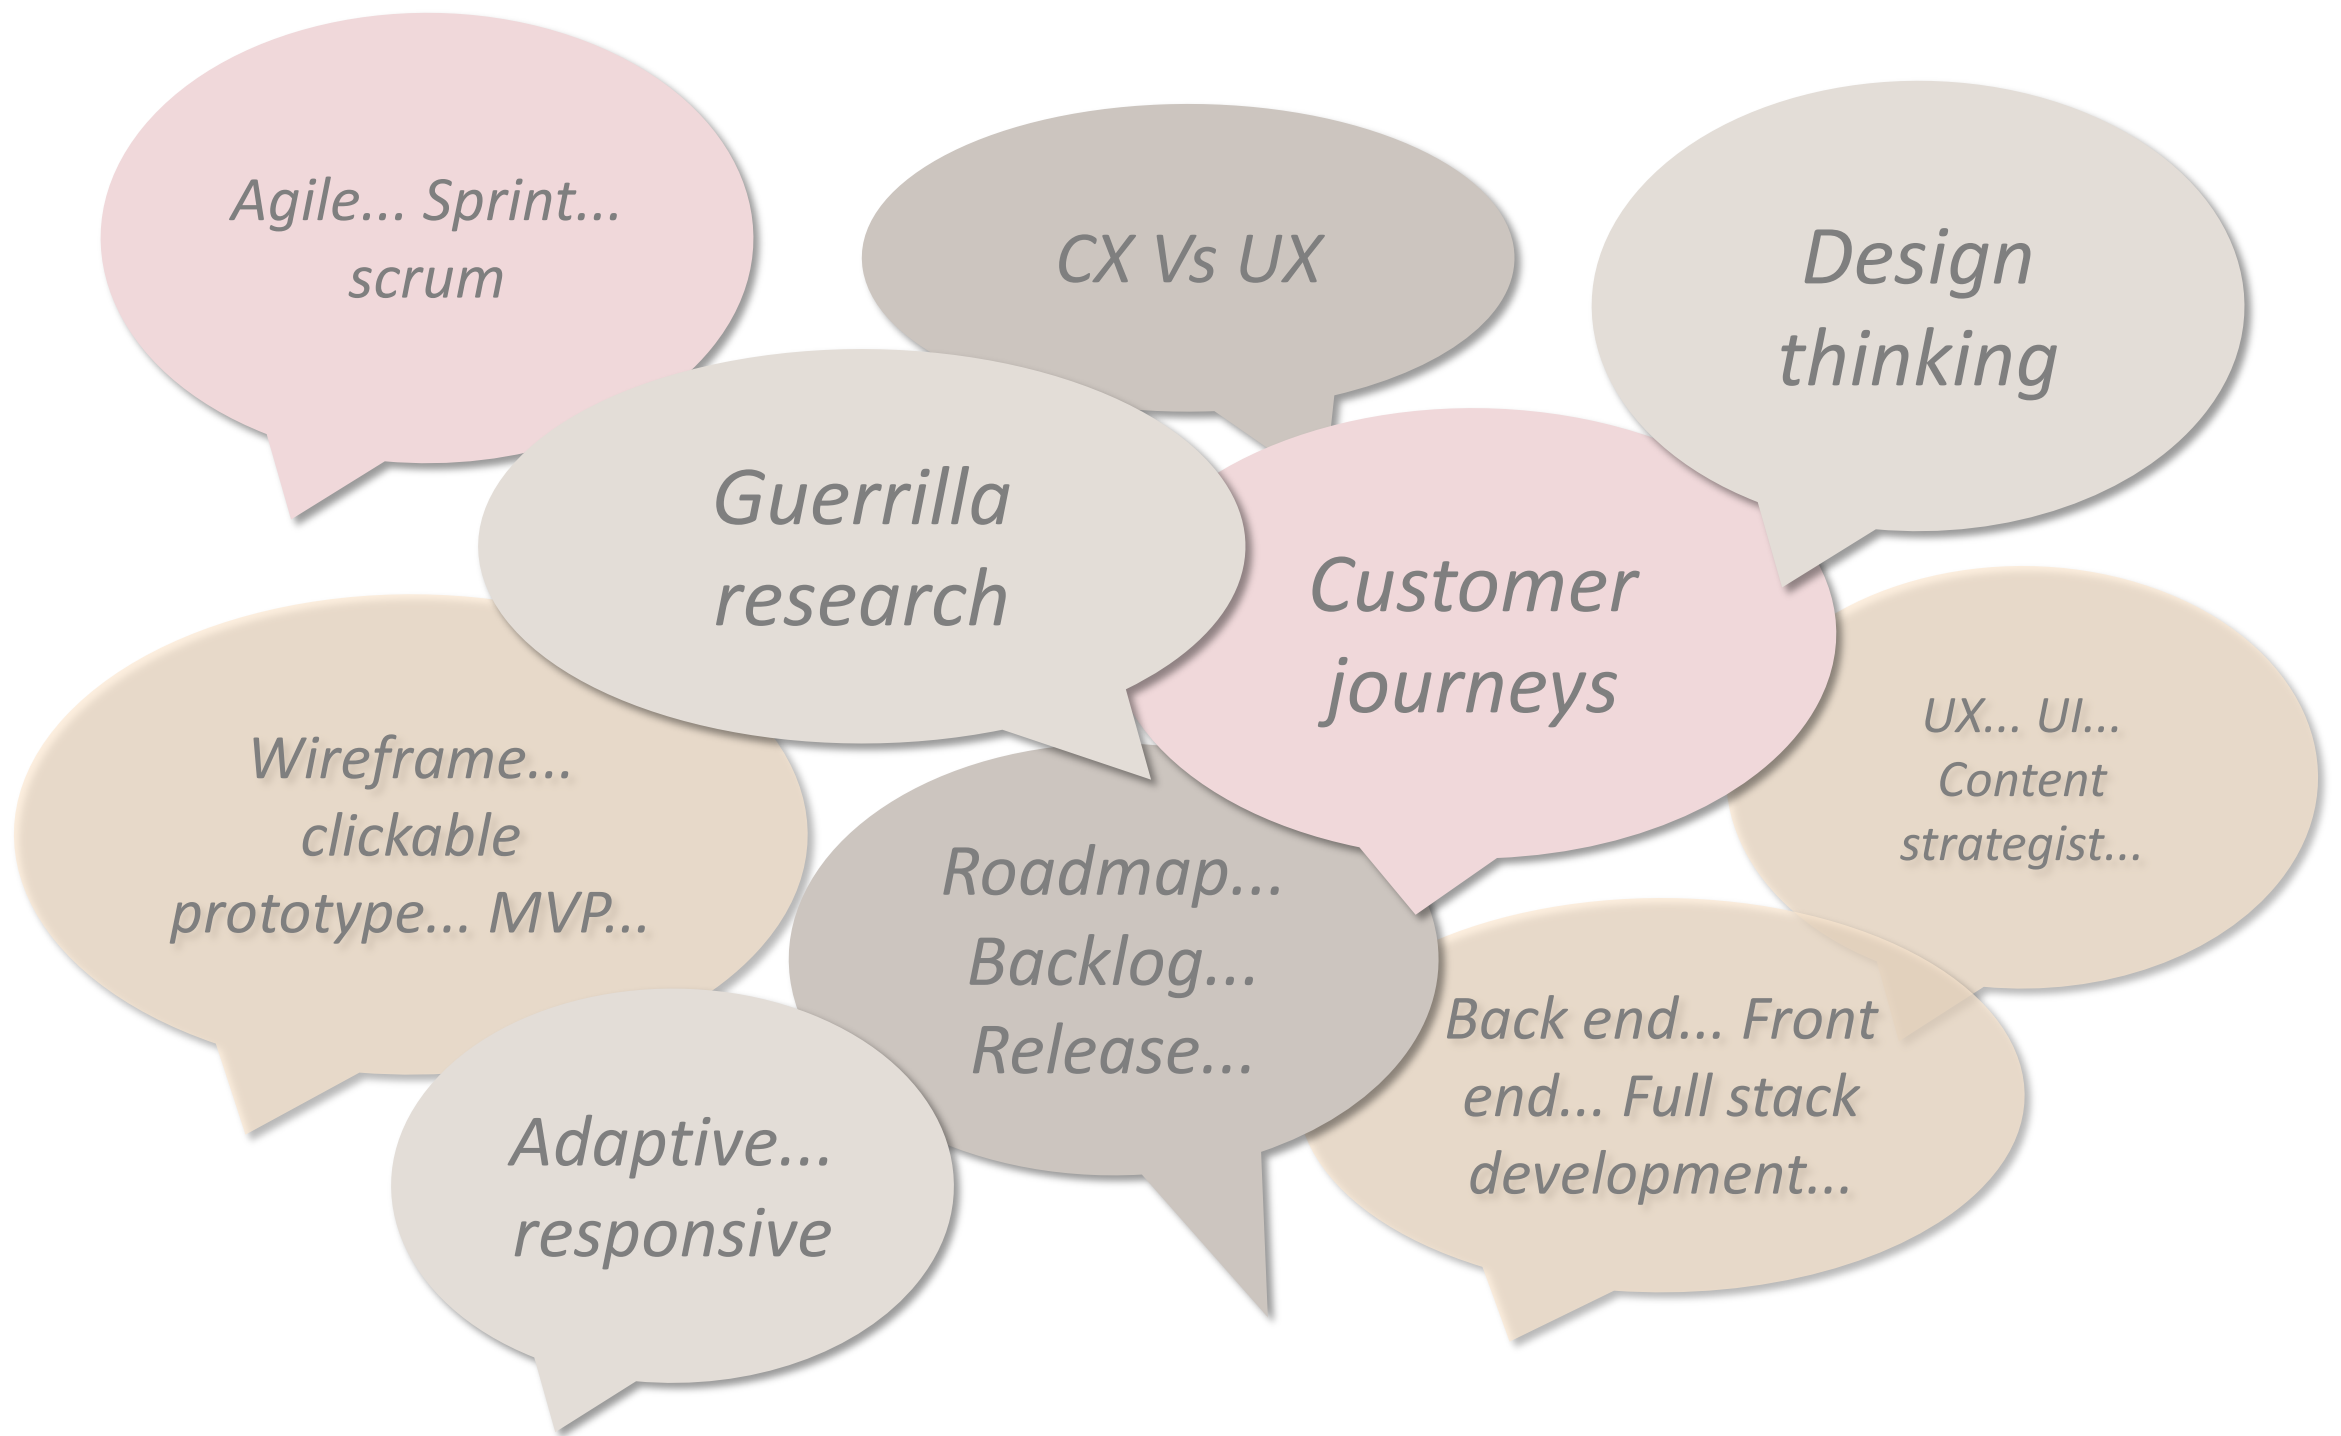 Agile... Sprint...
scrum
CX Vs UX
Design
thinking
Guerrilla
research
Customer
journeys
Wireframe...
clickable
prototype... MVP...
Roadmap...
Backlog...
Release...
UX... UI...
Content
strategist...
Back end... Front
end... Full stack
development...
Adaptive...
responsive